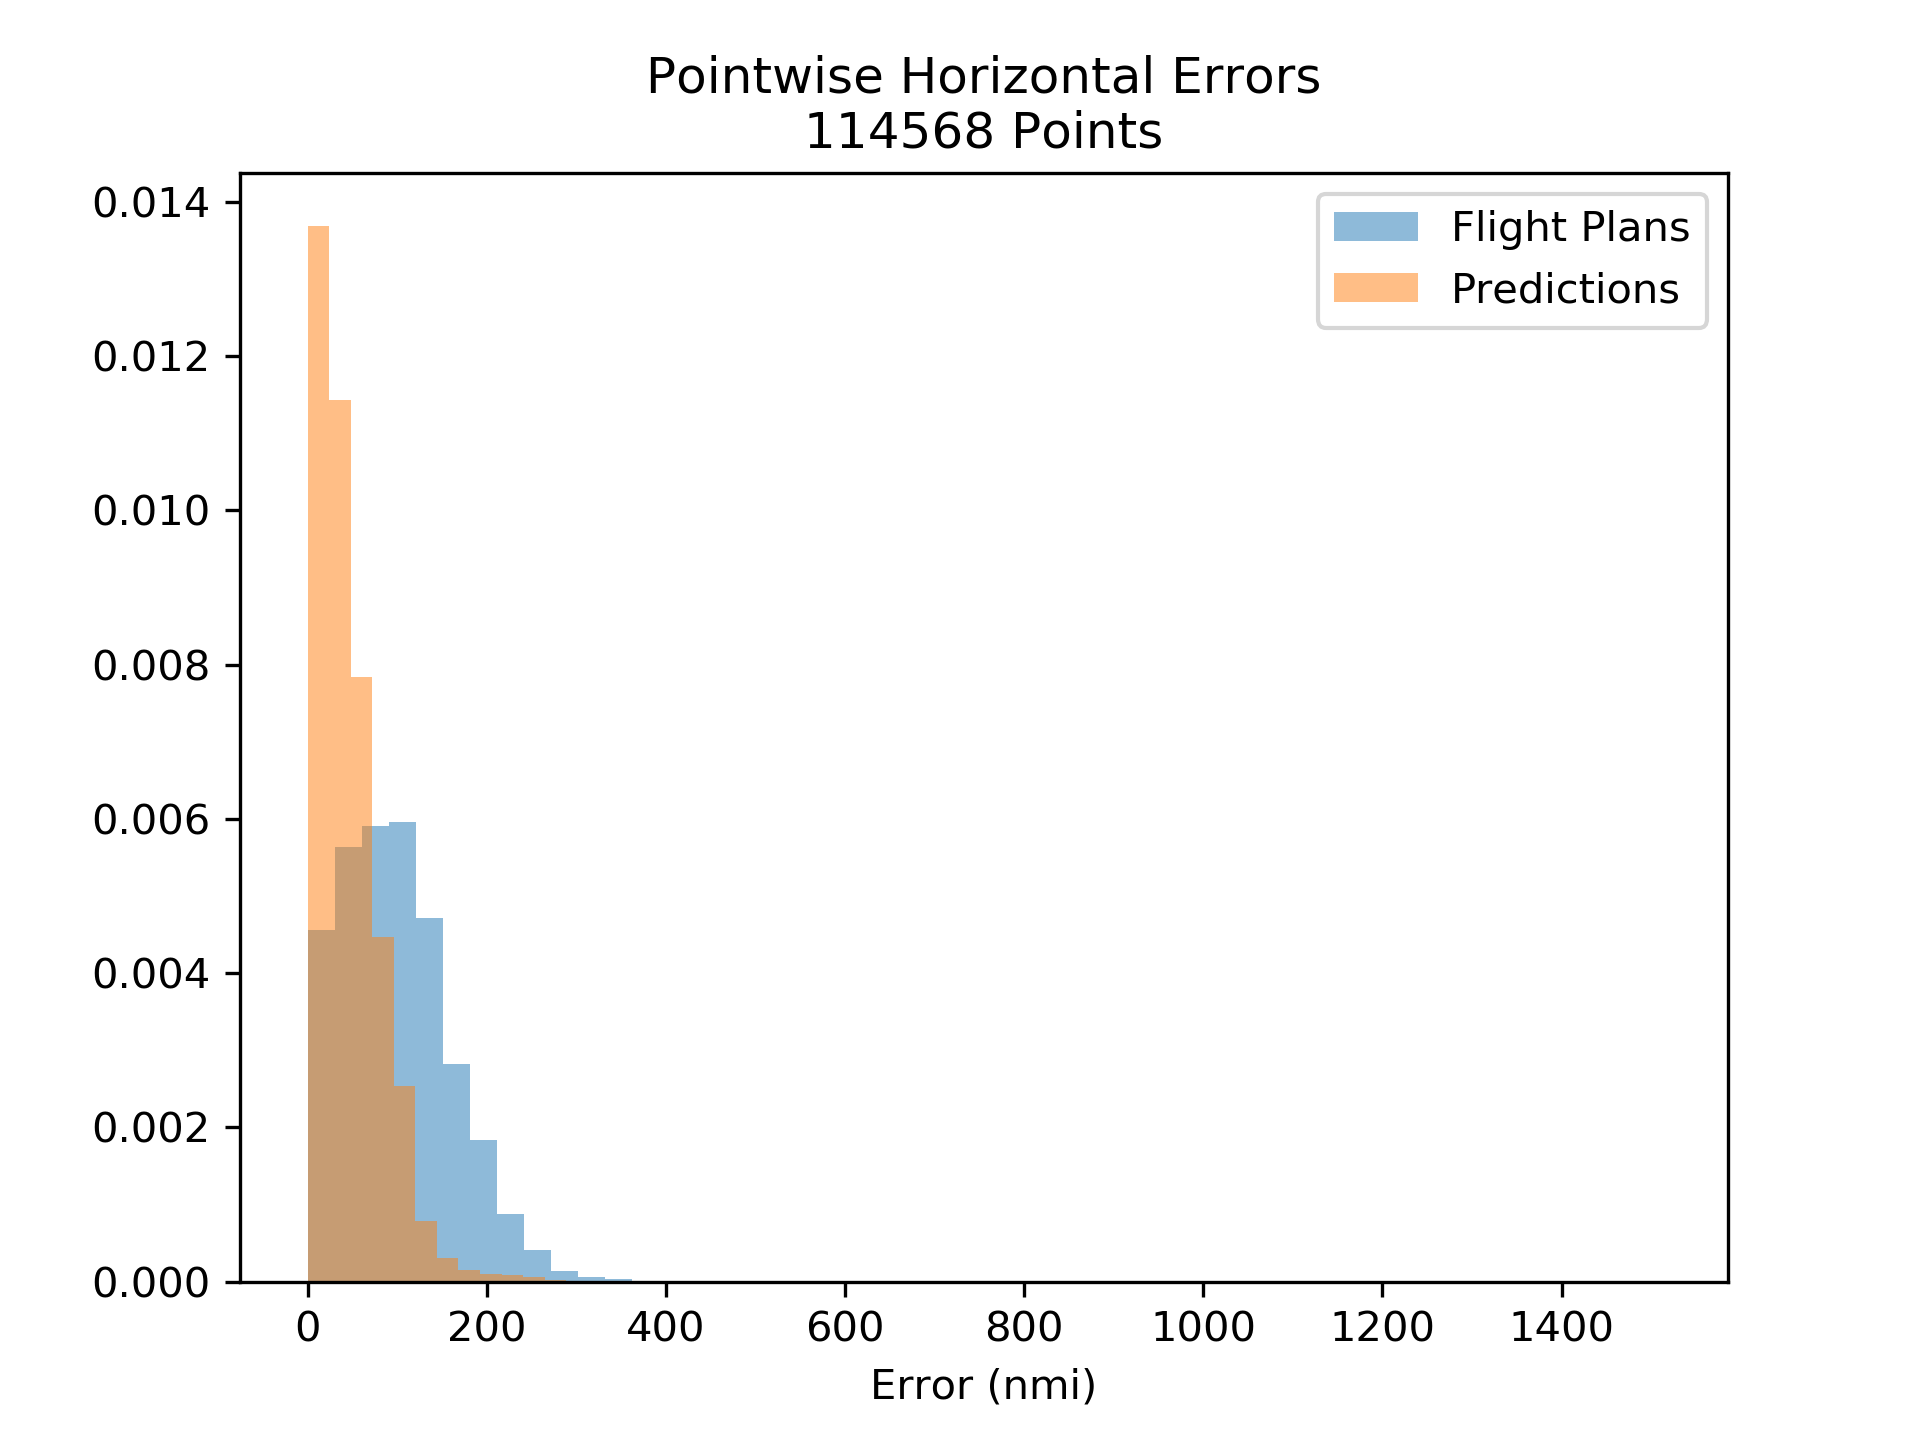 Pointwise Horizontal Errors
114568 Points
Flight Plans
Predictions
0.014
0.012
0.010
0.008
0.006
0.004
0.002
0.000
0 200 400 600 800 1000 1200 1400
Error (nmi)